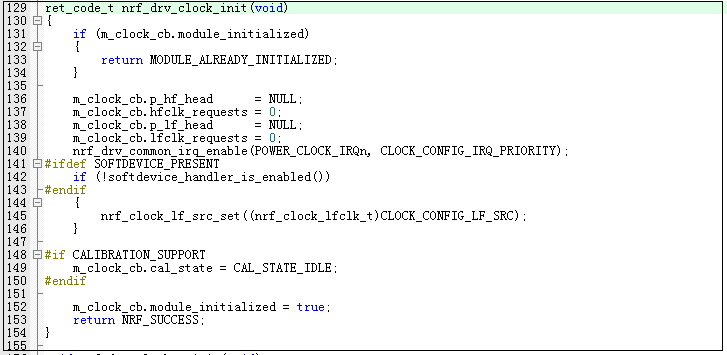 129 ret_code_t nrf_drv_clock_init(void)
130 {
131 if (m_clock_cb.module_initialized)
132 {
133 return MODULE_ALREADY_INITIALIZED;
134 }
135
136 m_clock_cb.p_hf_head = NULL;
137 m_clock_cb.hfclk_requests = 0;
138 m_clock_cb.p_lf_head = NULL;
139 m_clock_cb.lfclk_requests = 0;
140 nrf_drv_common_irq_enable(POWER_CLOCK_IRQn, CLOCK_CONFIG_IRQ_PRIORITY);
141 #ifdef SOFTDEVICE_PRESENT
142 if (!softdevice_handler_is_enabled())
143 #endif
144 {
145 nrf_clock_lf_src_set((nrf_clock_lfclk_t)CLOCK_CONFIG_LF_SRC);
146 }
147
148 #if CALIBRATION_SUPPORT
149 m_clock_cb.cal_state = CAL_STATE_IDLE;
150 #endif
151
152 m_clock_cb.module_initialized = true;
153 return NRF_SUCCESS;
154 }
155